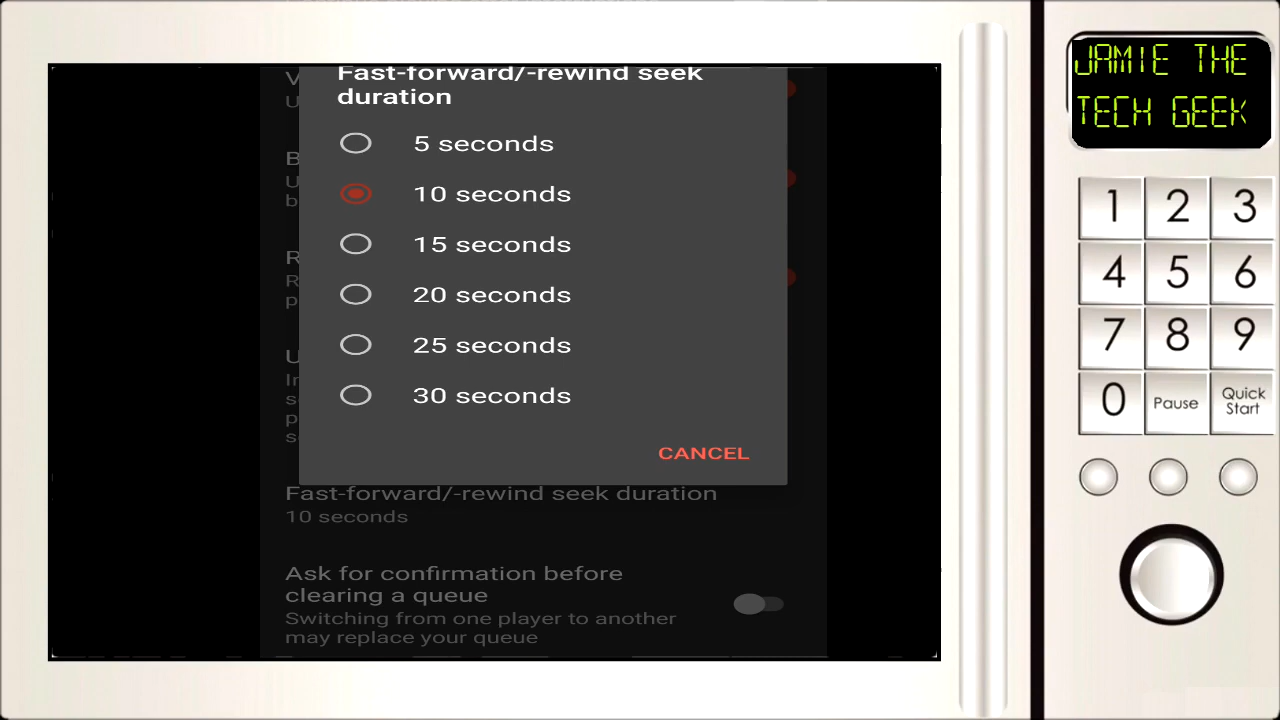 Fast-forward/-rewind seek
duration
5 seconds
10 seconds
15 seconds
20 seconds
25 seconds
30 seconds
CANCEL
V
U
B
U
b
R
R
p
U
In
s
p
s
Fast-forward/-rewind seek duration
10 seconds
Ask for confirmation before
clearing a queue
Switching from one player to another
may replace your queue
JAMIE THE
TECH GEEK
1 2 3
4 5 6
7 8 9
0 Pause Quick
Start